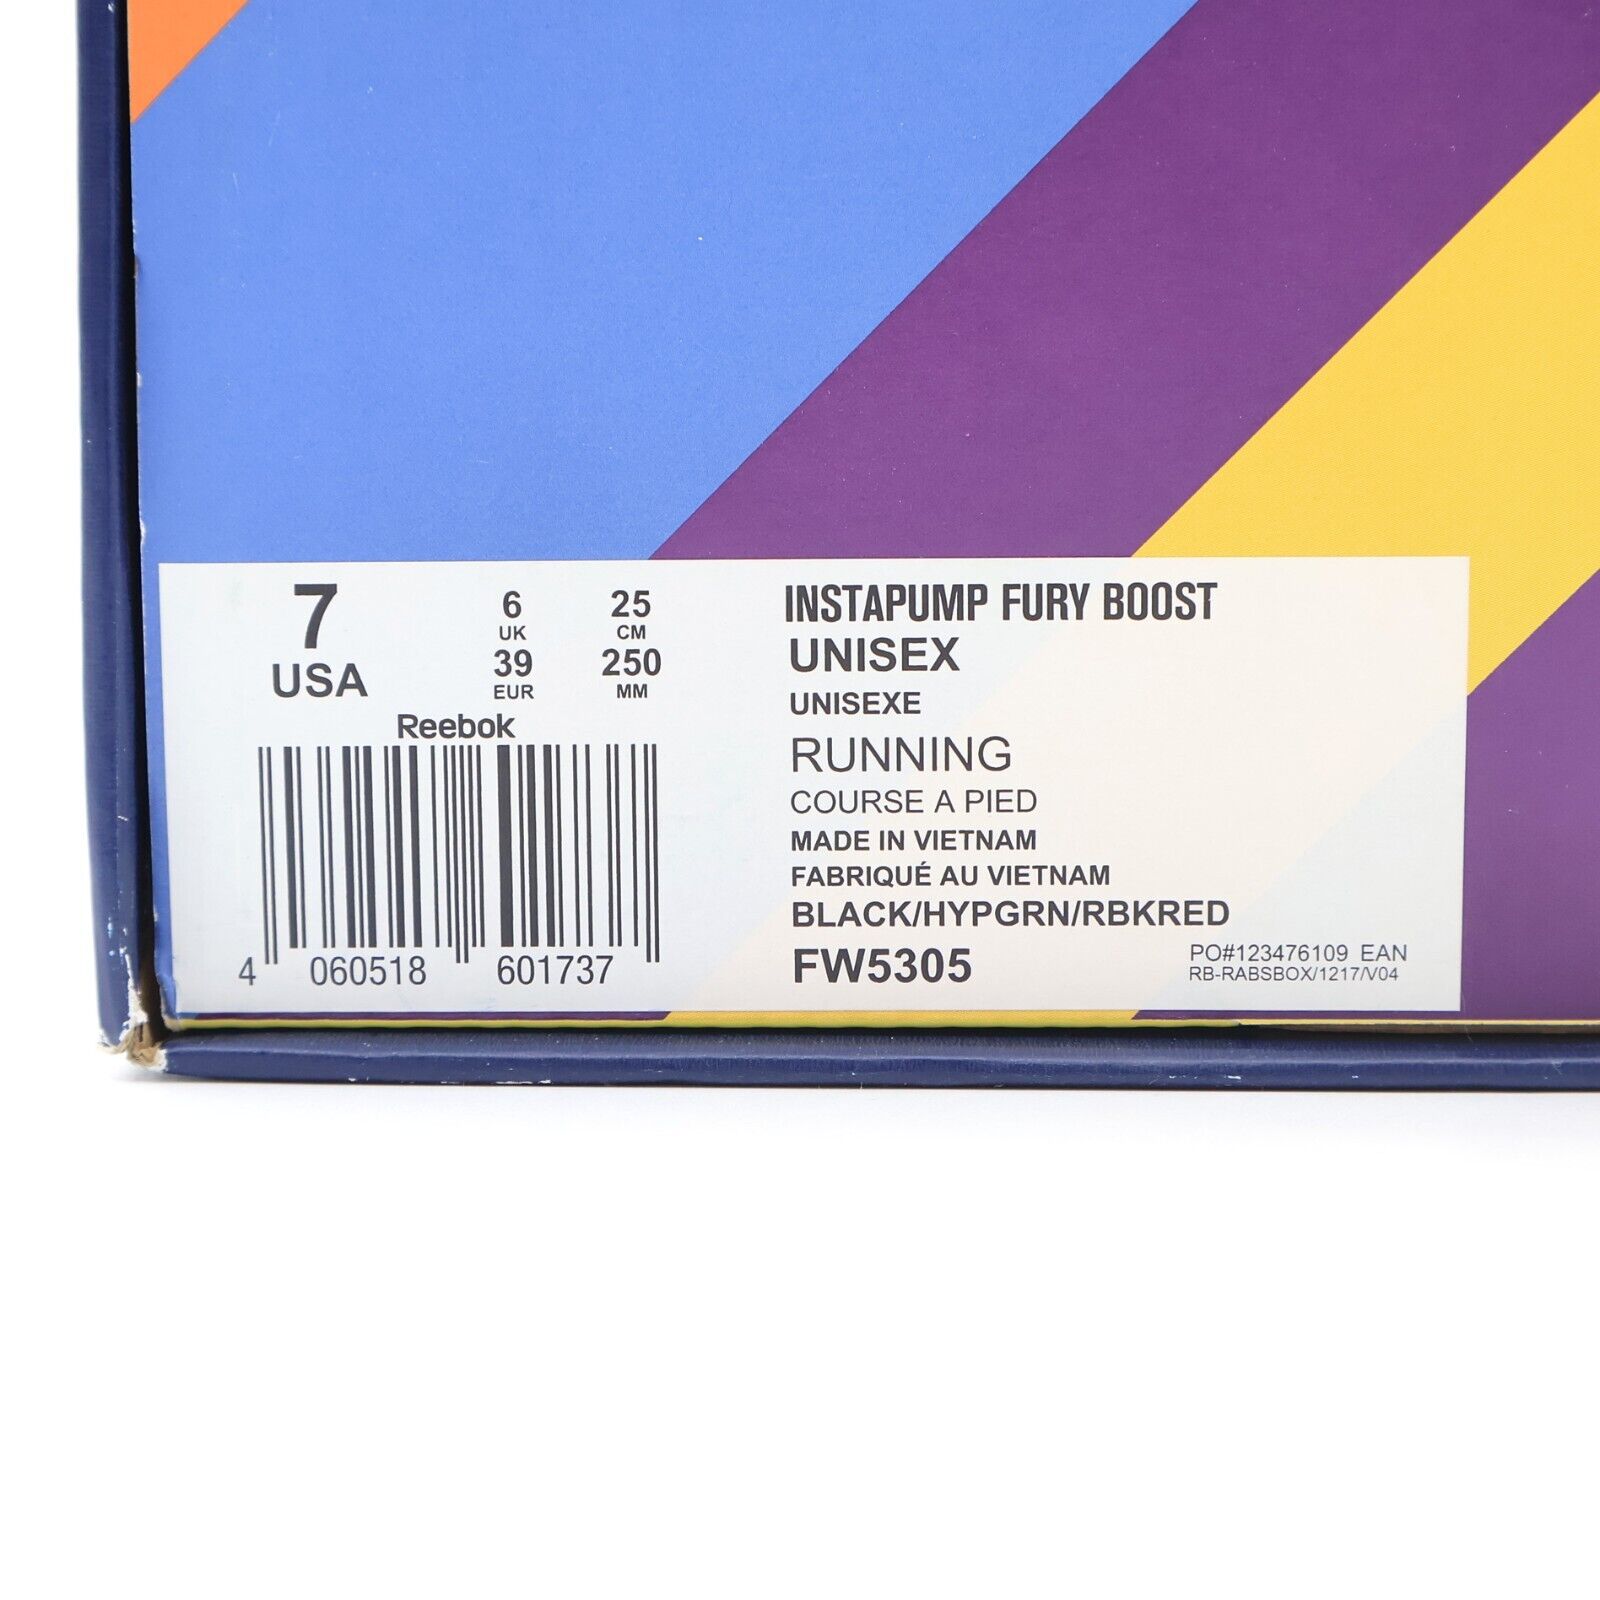 7 6 25
UK CM
USA 39 250
EUR MM
Reebok
4 060518 601737
INSTAPUMP FURY BOOST
UNISEX
UNISEXE
RUNNING
COURSE A PIED
MADE IN VIETNAM
FABRIQUÉ AU VIETNAM
BLACK/HYPGRN/RBKRED
FW5305
PO#123476109 EAN
RB-RABSBOX/1217/V04